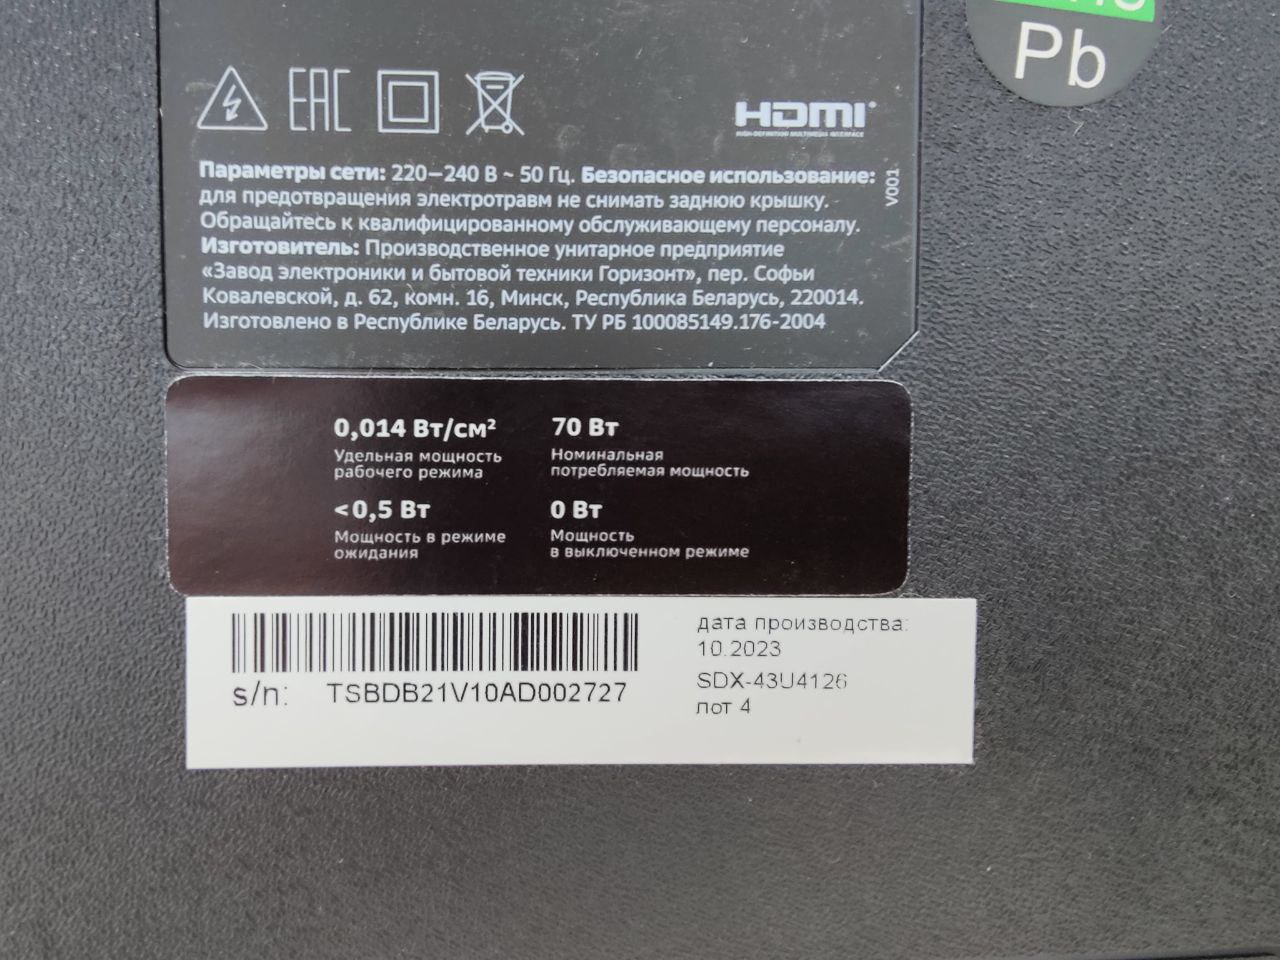 Pb
EAC
HDMI
HIGH-DEFINITION MULTIMEDIA INTERFACE
Параметры сети: 220–240 В ~ 50 Гц. Безопасное использование:
для предотвращения электротравм не снимать заднюю крышку.
Обращайтесь к квалифицированному обслуживающему персоналу.
Изготовитель: Производственное унитарное предприятие
«Завод электроники и бытовой техники Горизонт», пер. Софьи
Ковалевской, д. 62, комн. 16, Минск, Республика Беларусь, 220014.
Изготовлено в Республике Беларусь. ТУ РБ 100085149.176-2004
V001
0,014 Вт/см²
Удельная мощность
рабочего режима
70 Вт
Номинальная
потребляемая мощность
<0,5 Вт
Мощность в режиме
ожидания
0 Вт
Мощность
в выключенном режиме
s/n: TSBDB21V10AD002727
дата производства:
10.2023
SDX-43U4126
лот 4